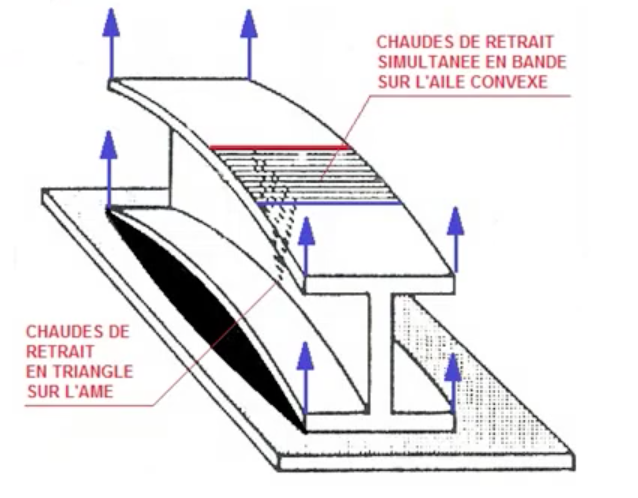 CHAUDES DE RETRAIT
SIMULTANEE EN BANDE
SUR L'AILE CONVEXE
CHAUDES DE
RETRAIT
EN TRIANGLE
SUR L'AME